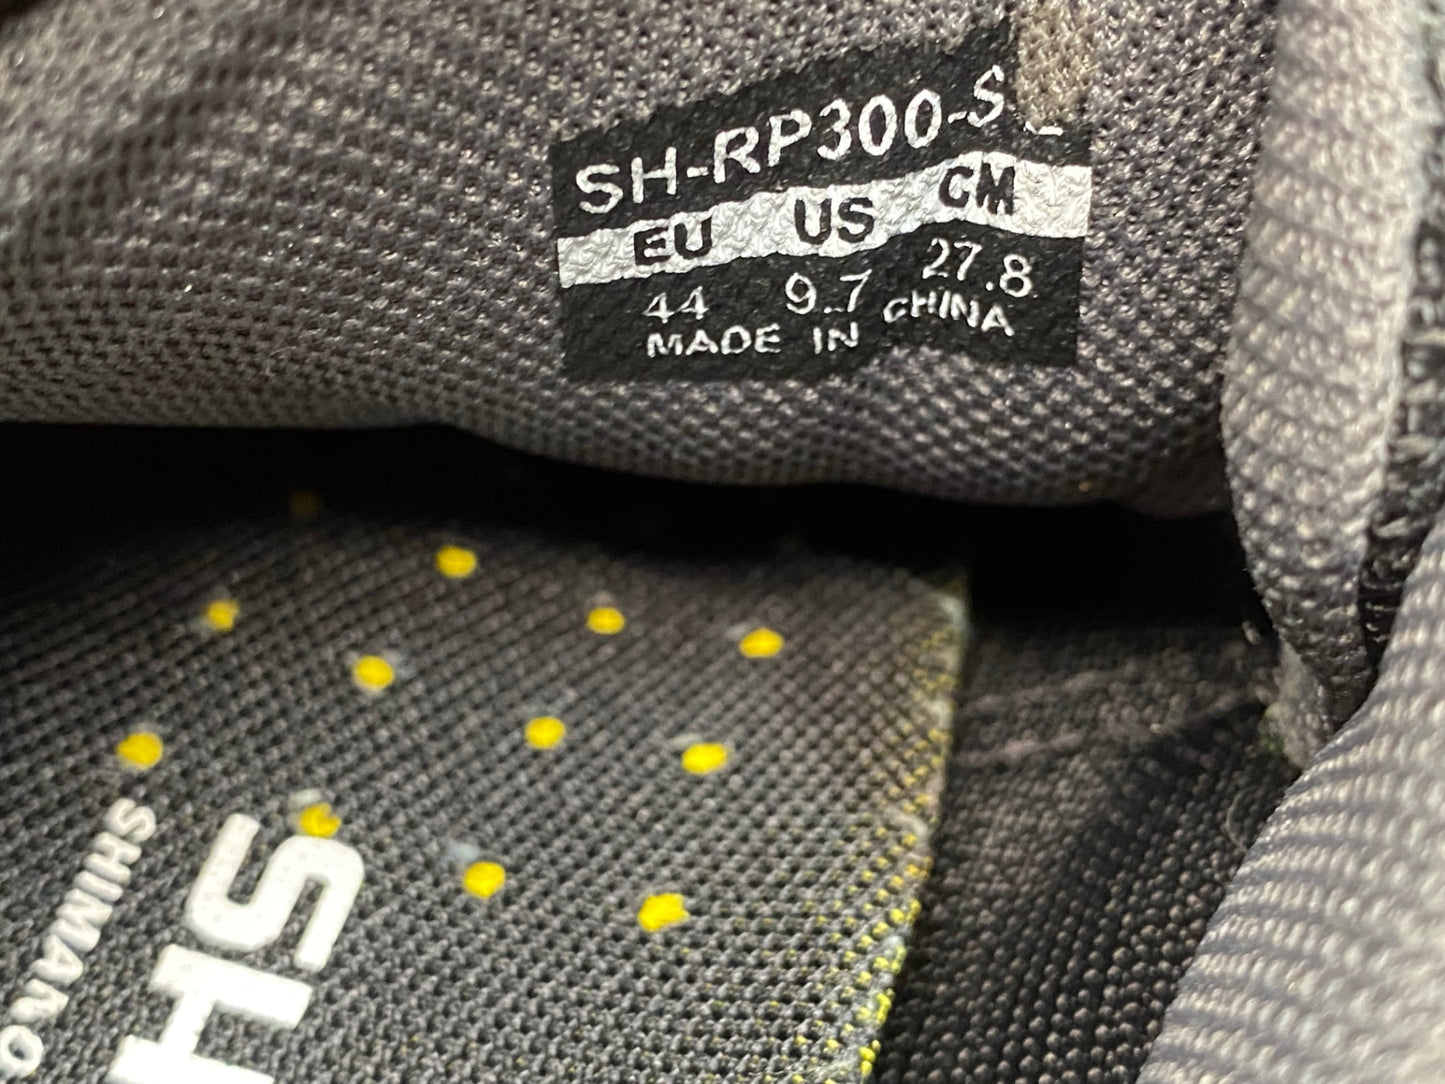 SH-RP300-S
EU US CM
44 9.7 27.8
MADE IN CHINA
SHIMANO
SH